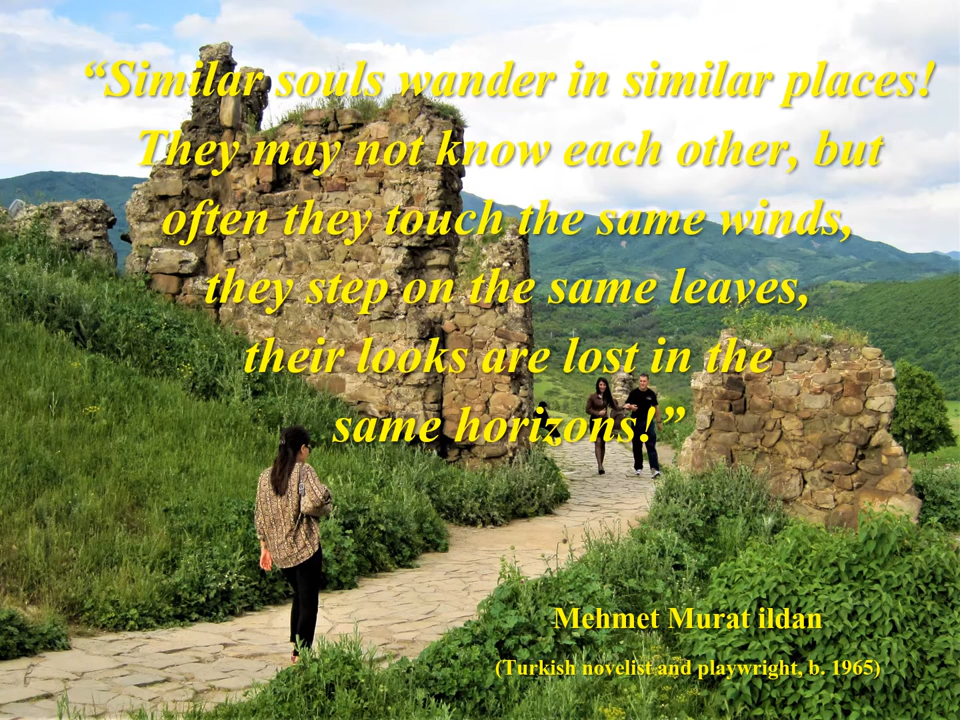 “Similar souls wander in similar places!
They may not know each other, but
often they touch the same winds,
they step on the same leaves,
their looks are lost in the
same horizons!”
Mehmet Murat ildan
(Turkish novelist and playwright, b. 1965)